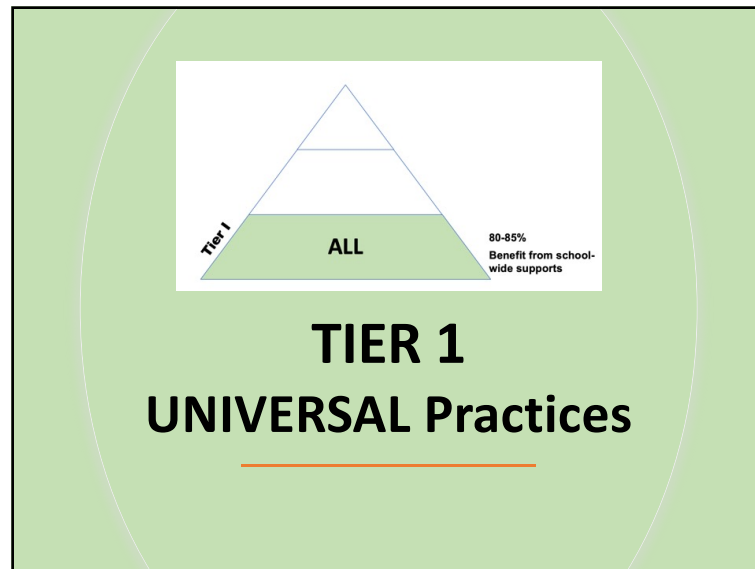 Tier I
ALL
80-85%
Benefit from school-
wide supports
TIER 1
UNIVERSAL Practices